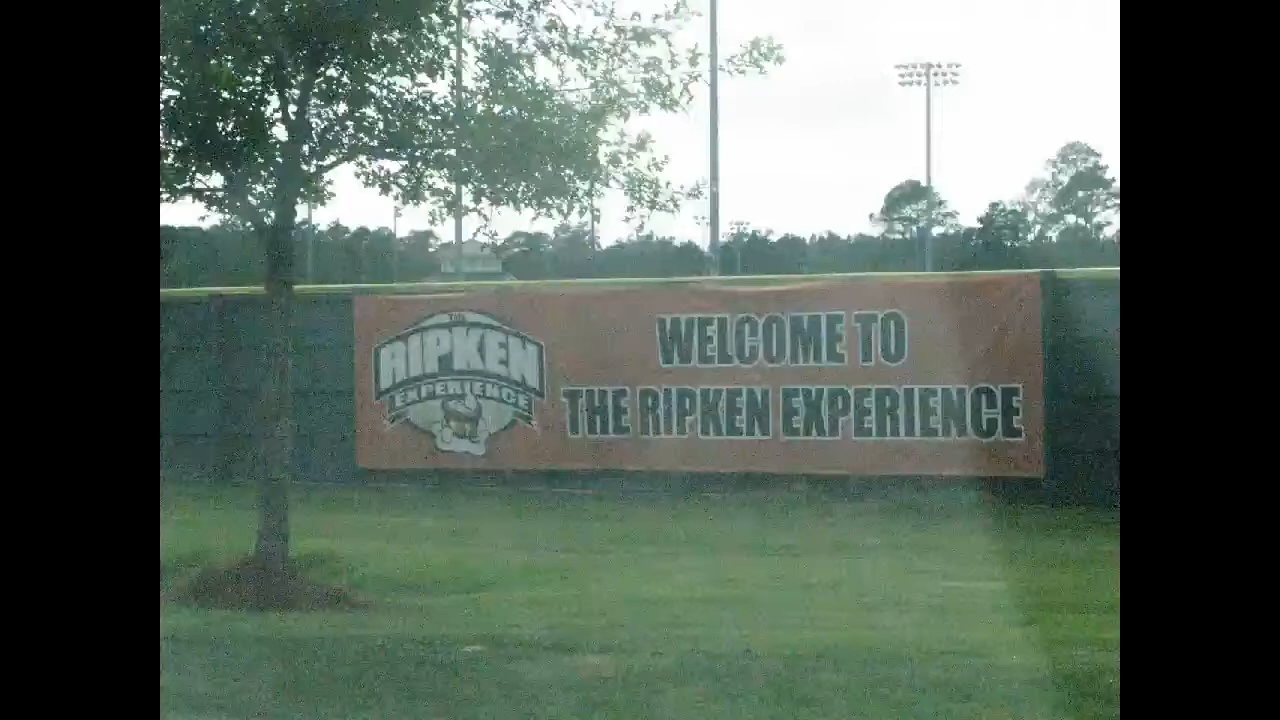 THE
RIPKEN
EXPERIENCE
WELCOME TO
THE RIPKEN EXPERIENCE